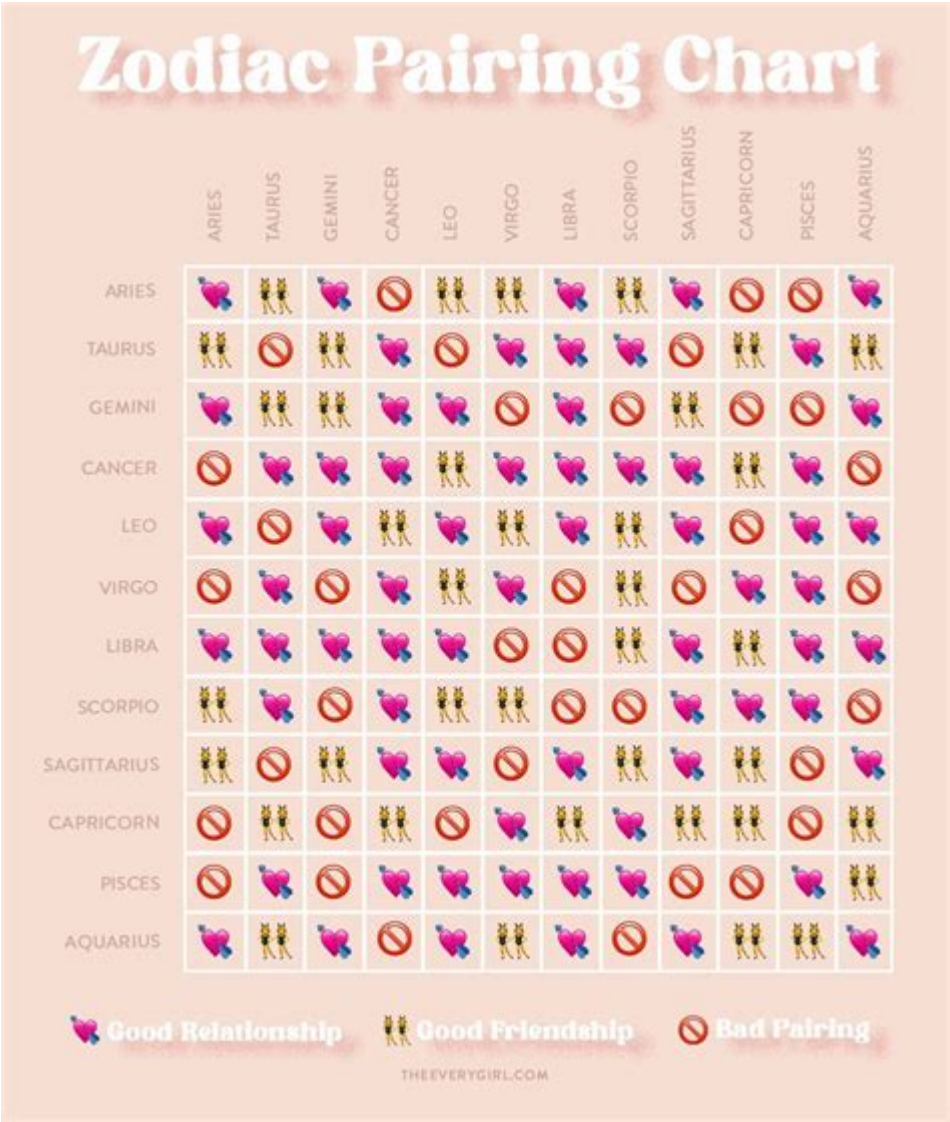 Zodiac Pairing Chart
ARIES TAURUS GEMINI CANCER LEO VIRGO LIBRA SCORPIO SAGITTARIUS CAPRICORN PISCES AQUARIUS
ARIES
TAURUS
GEMINI
CANCER
LEO
VIRGO
LIBRA
SCORPIO
SAGITTARIUS
CAPRICORN
PISCES
AQUARIUS
Good Relationship Good Friendship Bad Pairing
THEEVERYGIRL.COM